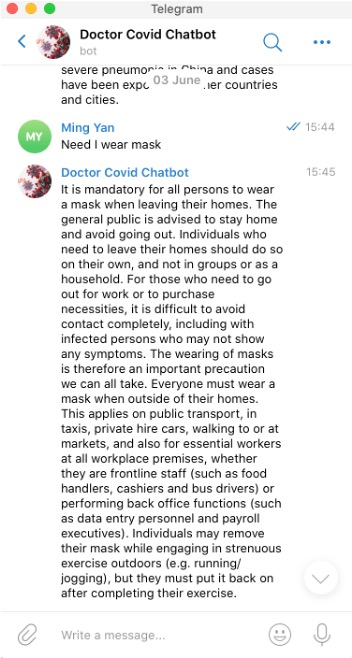 Telegram
Doctor Covid Chatbot
bot
severe pneumonia in China and cases
03 June
have been
countries
and cities.
MY
Ming Yan
15:44
Need I wear mask
Doctor Covid Chatbot
15:45
It is mandatory for all persons to wear
a mask when leaving their homes. The
general public is advised to stay home
and avoid going out. Individuals who
need to leave their homes should do so
on their own, and not in groups or as a
household. For those who need to go
out for work or to purchase
necessities, it is difficult to avoid
contact completely, including with
infected persons who may not show
any symptoms. The wearing of masks
is therefore an important precaution
we can all take. Everyone must wear a
mask when outside of their homes.
This applies on public transport, in
taxis, private hire cars, walking to or at
markets, and also for essential workers
at all workplace premises, whether
they are frontline staff (such as food
handlers, cashiers and bus drivers) or
performing back office functions (such
as data entry personnel and payroll
executives). Individuals may remove
their mask while engaging in strenuous
exercise outdoors (e.g. running/
jogging), but they must put it back on
after completing their exercise.
Write a message...